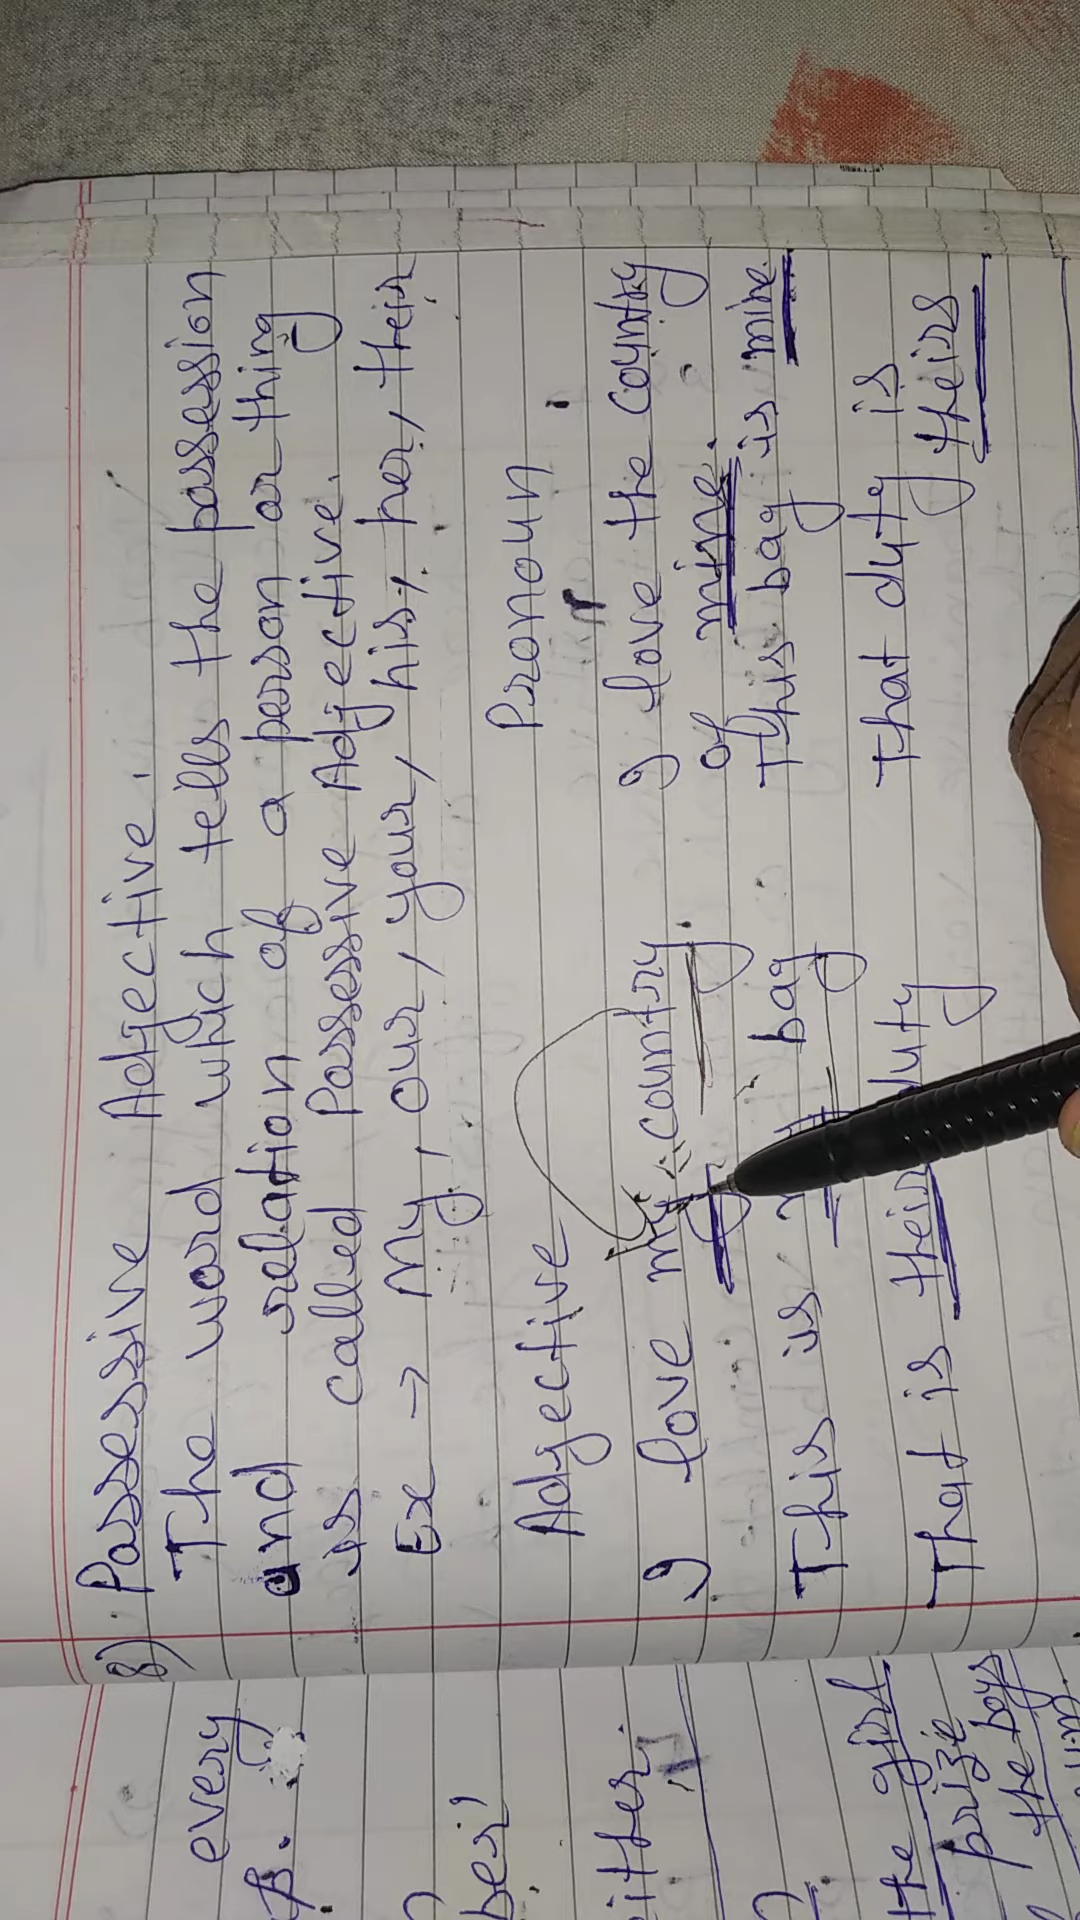 8) Passessive Adjective.
The word which tells the passession
and relation of a person or thing
is called Passessive Adjective.
Ex → My, our, your, his, her, their
Adjective Pronoun
I love my country. I love the country
of mine.
This is bag This bag is mine.
That is their duty That duty is
theirs
every
itter.
the girl
prize
the boys